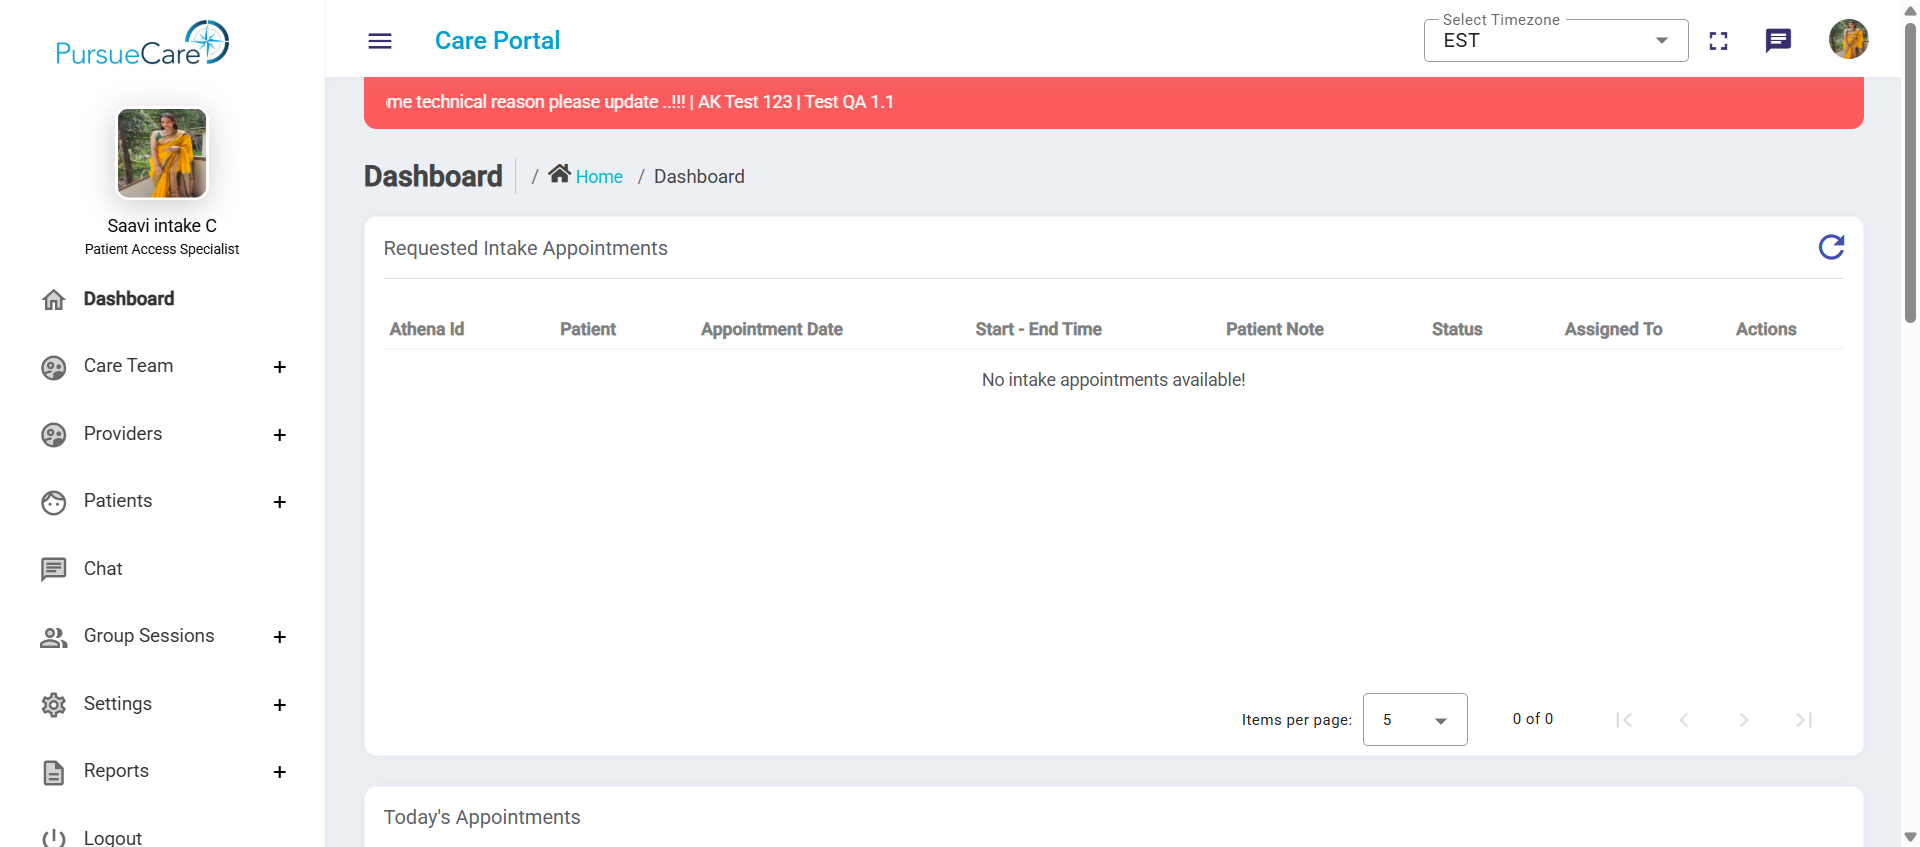 PursueCare
Saavi intake C
Patient Access Specialist
Dashboard
Care Team +
Providers +
Patients +
Chat
Group Sessions +
Settings +
Reports +
Logout
Care Portal
Select Timezone
EST
me technical reason please update ..!!! | AK Test 123 | Test QA 1.1
Dashboard / Home / Dashboard
Requested Intake Appointments
Athena Id Patient Appointment Date Start - End Time Patient Note Status Assigned To Actions
No intake appointments available!
Items per page: 5 0 of 0
Today's Appointments